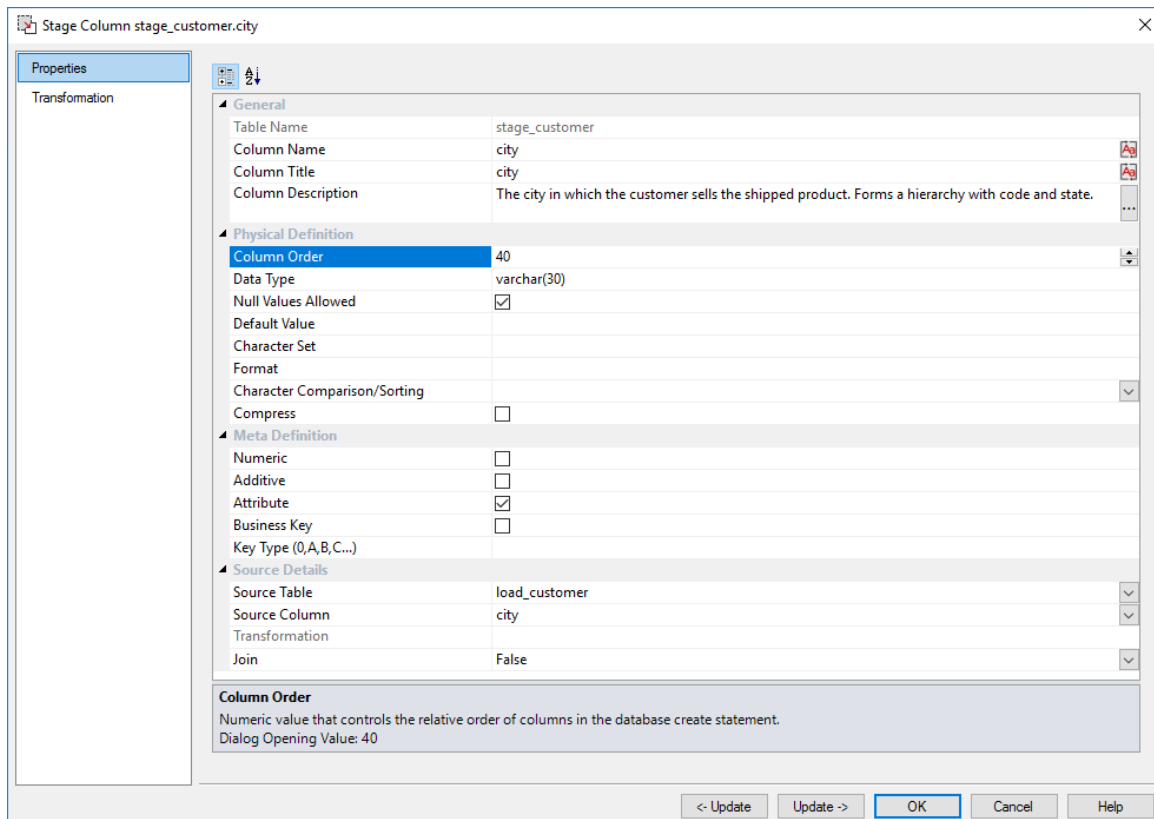 Stage Column stage_customer.city
Properties
Transformation
General
Table Name stage_customer
Column Name city
Column Title city
Column Description The city in which the customer sells the shipped product. Forms a hierarchy with code and state.
...
Physical Definition
Column Order 40
Data Type varchar(30)
Null Values Allowed
Default Value
Character Set
Format
Character Comparison/Sorting
Compress
Meta Definition
Numeric
Additive
Attribute
Business Key
Key Type (0,A,B,C...)
Source Details
Source Table load_customer
Source Column city
Transformation
Join False
Column Order
Numeric value that controls the relative order of columns in the database create statement.
Dialog Opening Value: 40
<- Update Update -> OK Cancel Help